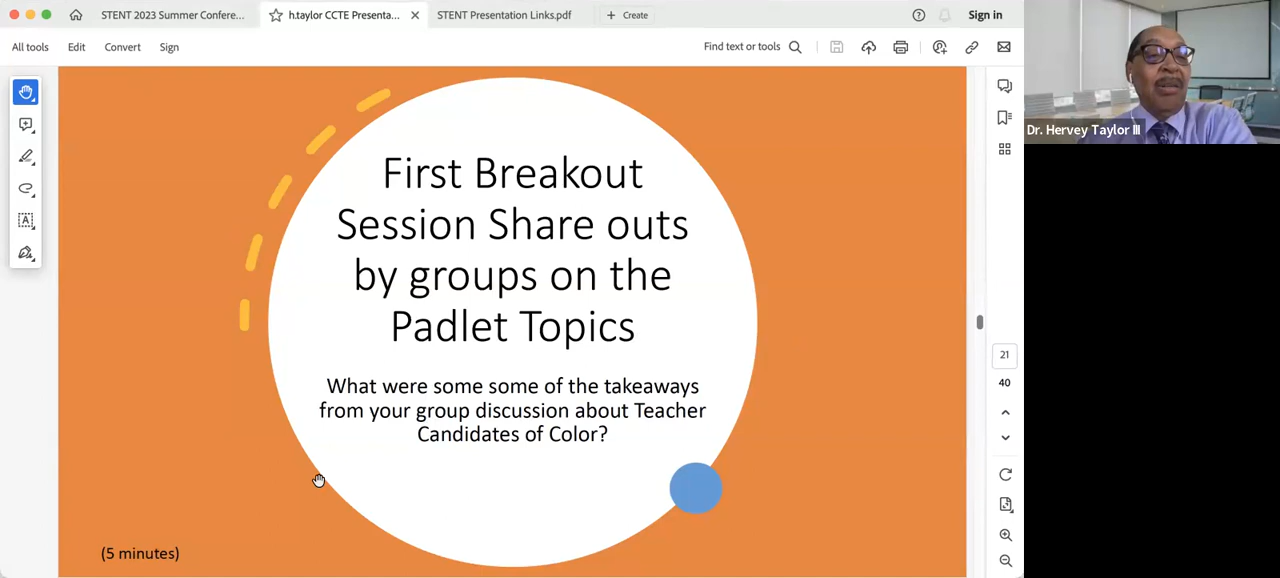 STENT 2023 Summer Confere...
h.taylor CCTE Presenta...
STENT Presentation Links.pdf
+ Create
Sign in
All tools
Edit
Convert
Sign
Find text or tools
First Breakout
Session Share outs
by groups on the
Padlet Topics
What were some some of the takeaways
from your group discussion about Teacher
Candidates of Color?
(5 minutes)
21
40
Dr. Hervey Taylor III